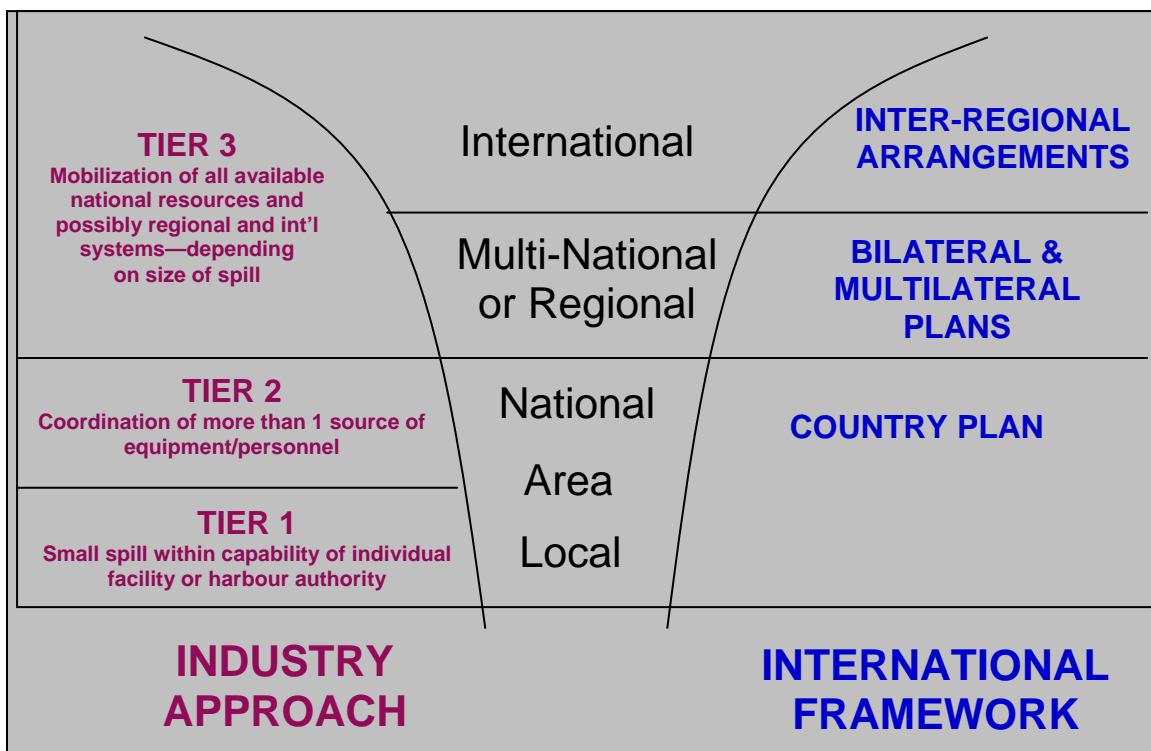 TIER 3
Mobilization of all available
national resources and
possibly regional and int'l
systems—depending
on size of spill
TIER 2
Coordination of more than 1 source of
equipment/personnel
TIER 1
Small spill within capability of individual
facility or harbour authority
INDUSTRY
APPROACH
International
Multi-National
or Regional
National
Area
Local
INTER-REGIONAL
ARRANGEMENTS
BILATERAL &
MULTILATERAL
PLANS
COUNTRY PLAN
INTERNATIONAL
FRAMEWORK